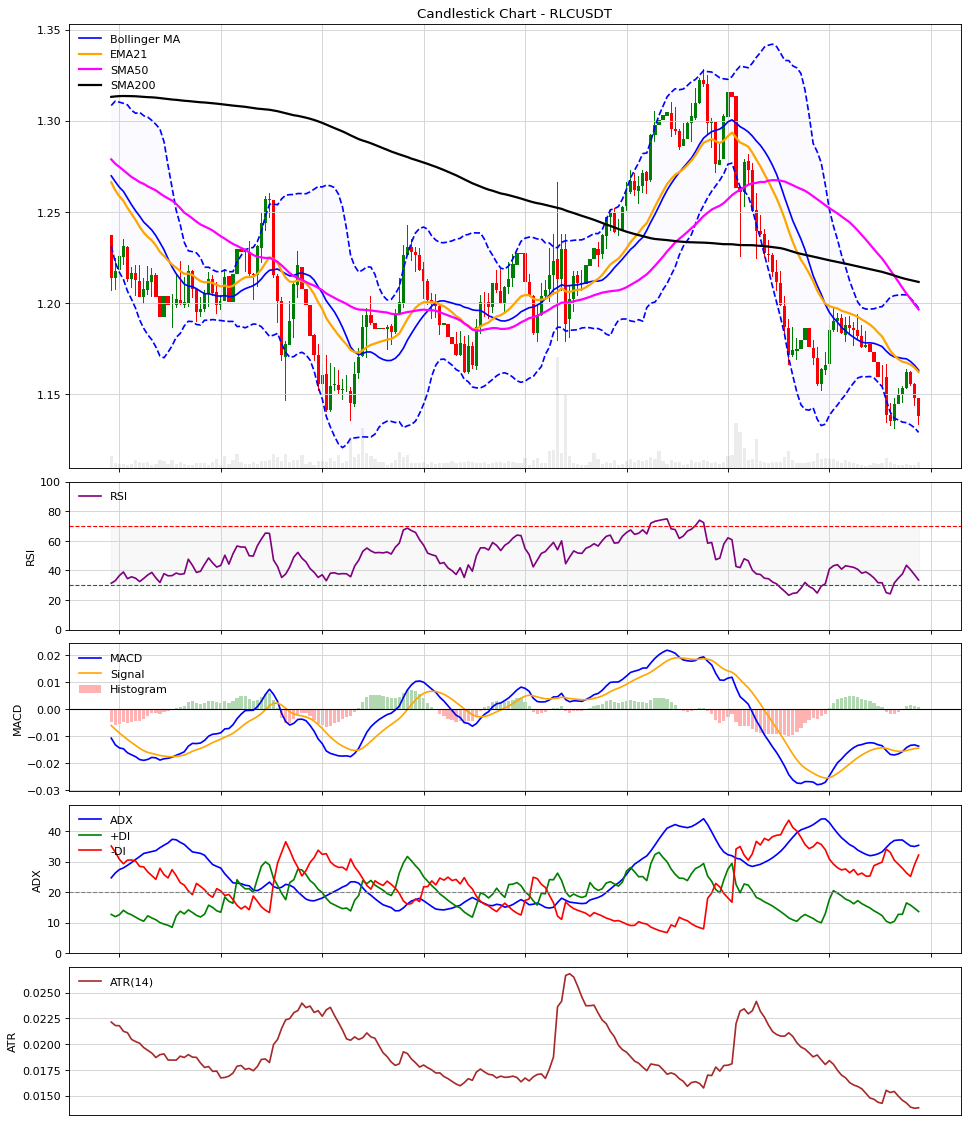 Candlestick Chart - RLCUSDT
1.35
1.30
1.25
1.20
1.15
Bollinger MA
EMA21
SMA50
SMA200
100
80
60
40
20
0
RSI
RSI
0.02
0.01
0.00
−0.01
−0.02
−0.03
MACD
MACD
Signal
Histogram
40
30
20
10
0
ADX
ADX
+DI
-DI
0.0250
0.0225
0.0200
0.0175
0.0150
ATR
ATR(14)